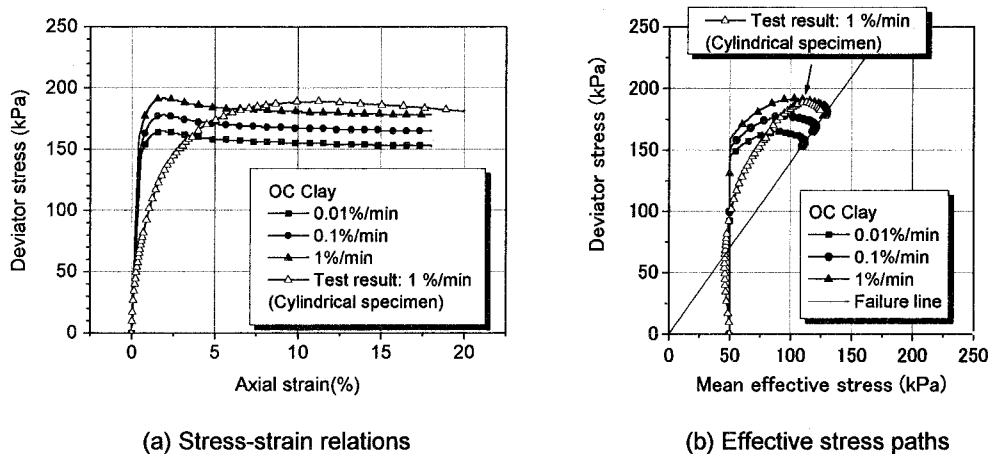 250
200
150
100
50
0
Deviator stress (kPa)
OC Clay
0.01%/min
0.1%/min
1%/min
Test result: 1 %/min
(Cylindrical specimen)
0 5 10 15 20
Axial strain(%)
(a) Stress-strain relations
Test result: 1 %/min
(Cylindrical specimen)
250
200
150
100
50
0
Deviator stress (kPa)
OC Clay
0.01%/min
0.1%/min
1%/min
Failure line
0 50 100 150 200 250
Mean effective stress (kPa)
(b) Effective stress paths